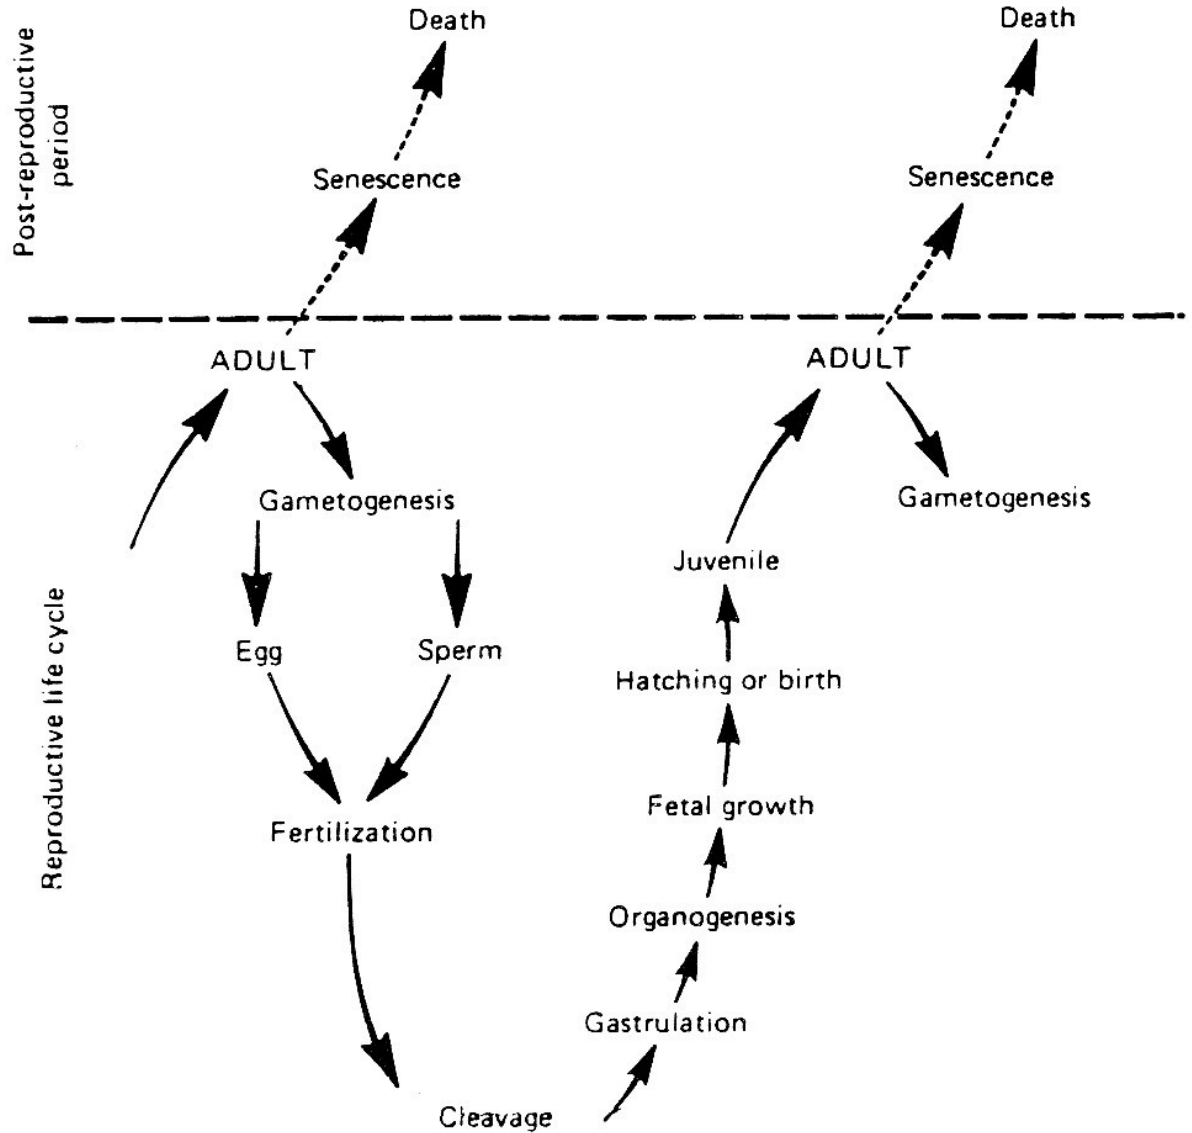 Death
Death
Post-reproductive
period
Senescence
Senescence
ADULT
ADULT
Gametogenesis
Gametogenesis
Juvenile
Reproductive life cycle
Egg
Sperm
Hatching or birth
Fetal growth
Fertilization
Organogenesis
Gastrulation
Cleavage